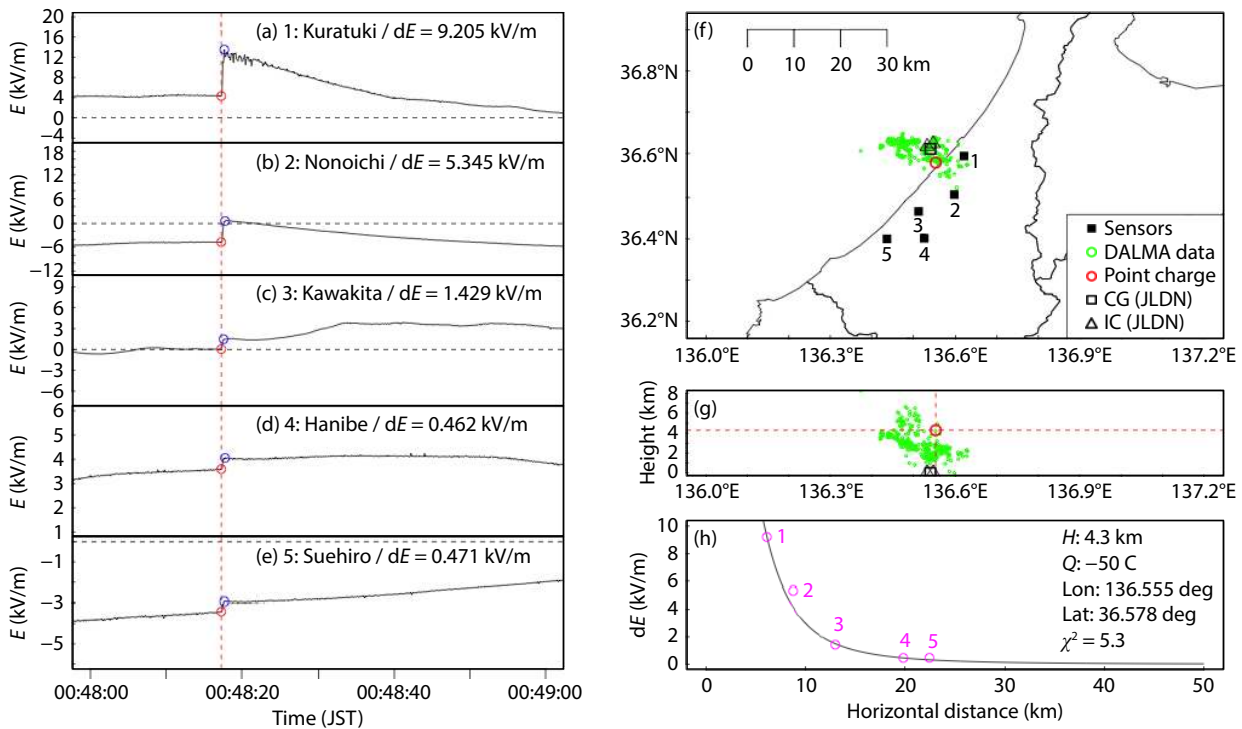 (a) 1: Kuratuki / dE = 9.205 kV/m
E (kV/m)
20
16
12
8
4
0
−4
(b) 2: Nonoichi / dE = 5.345 kV/m
E (kV/m)
18
12
6
0
−6
−12
(c) 3: Kawakita / dE = 1.429 kV/m
E (kV/m)
9
6
3
0
−3
−6
(d) 4: Hanibe / dE = 0.462 kV/m
E (kV/m)
6
5
4
3
2
1
(e) 5: Suehiro / dE = 0.471 kV/m
E (kV/m)
−1
−3
−5
00:48:00 00:48:20 00:48:40 00:49:00
Time (JST)
(f)
0 10 20 30 km
36.8°N
36.6°N
36.4°N
36.2°N
1
2
3
4
5
Sensors
DALMA data
Point charge
CG (JLDN)
IC (JLDN)
136.0°E 136.3°E 136.6°E 136.9°E 137.2°E
(g)
Height (km)
8
6
4
2
0
136.0°E 136.3°E 136.6°E 136.9°E 137.2°E
(h)
dE (kV/m)
10
8
6
4
2
0
1
2
3
4
5
H: 4.3 km
Q: −50 C
Lon: 136.555 deg
Lat: 36.578 deg
χ² = 5.3
0 10 20 30 40 50
Horizontal distance (km)